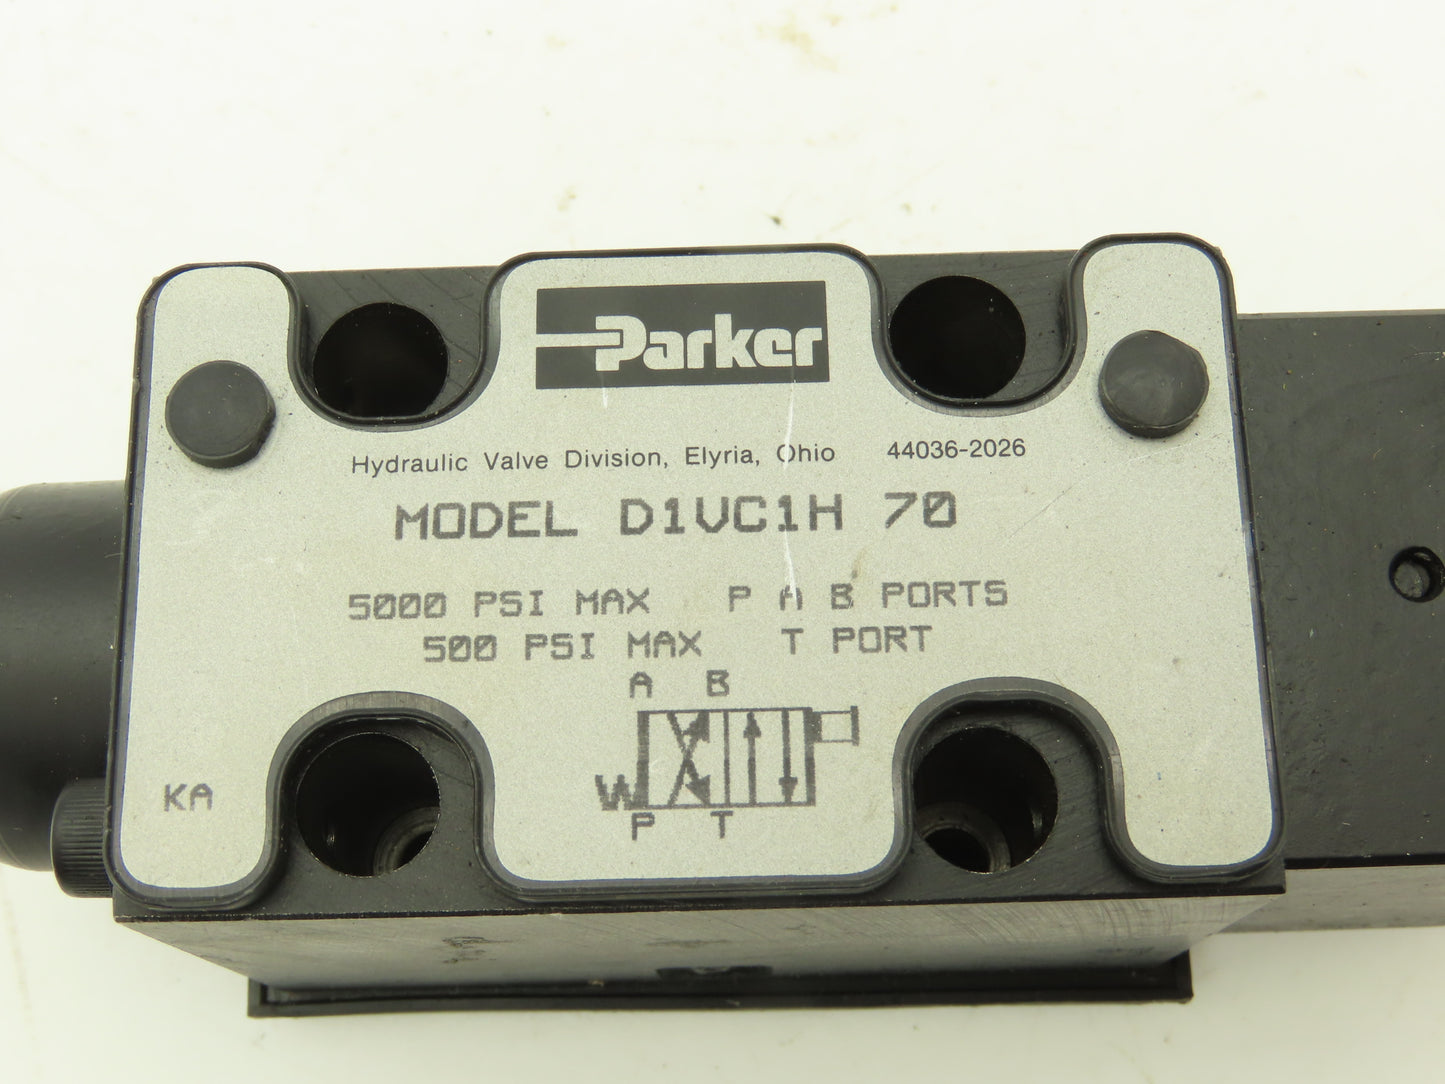 Parker
Hydraulic Valve Division, Elyria, Ohio 44036-2026
MODEL D1VC1H 70
5000 PSI MAX P A B PORTS
500 PSI MAX T PORT
A B
W
P T
KA